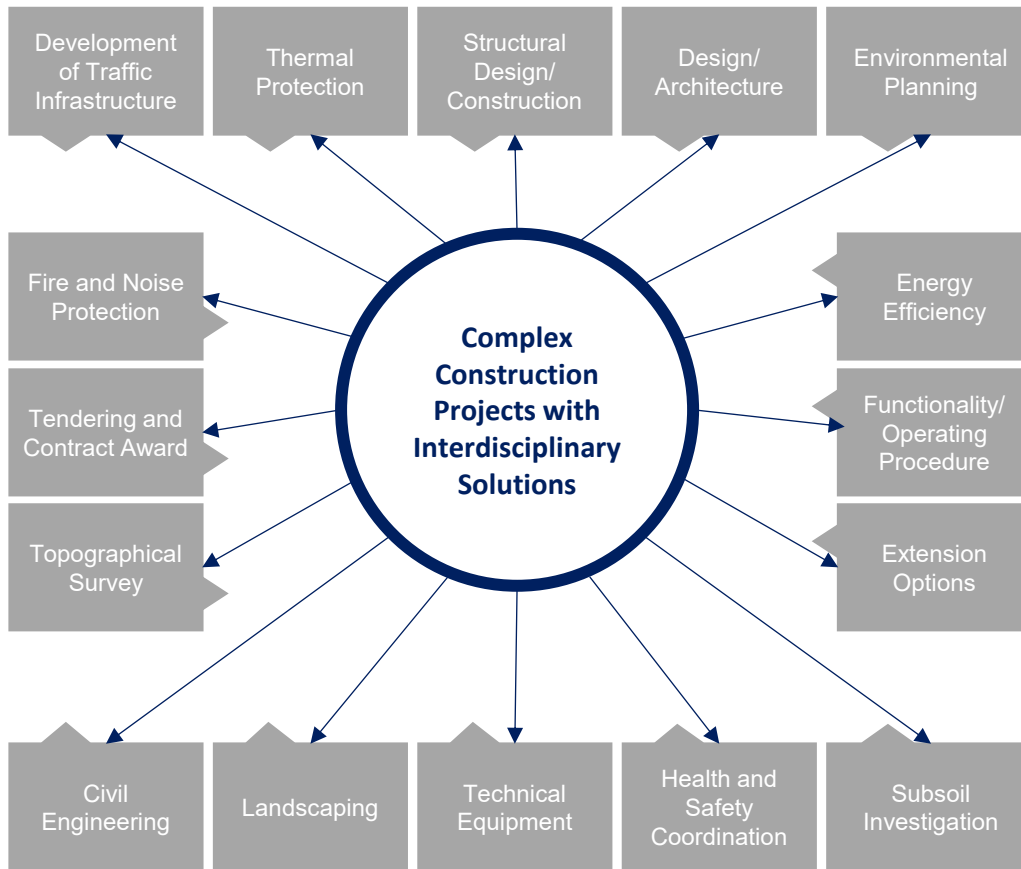 Development
of Traffic
Infrastructure
Thermal
Protection
Structural
Design/
Construction
Design/
Architecture
Environmental
Planning
Fire and Noise
Protection
Energy
Efficiency
Complex
Construction
Projects with
Interdisciplinary
Solutions
Tendering and
Contract Award
Functionality/
Operating
Procedure
Topographical
Survey
Extension
Options
Civil
Engineering
Landscaping
Technical
Equipment
Health and
Safety
Coordination
Subsoil
Investigation